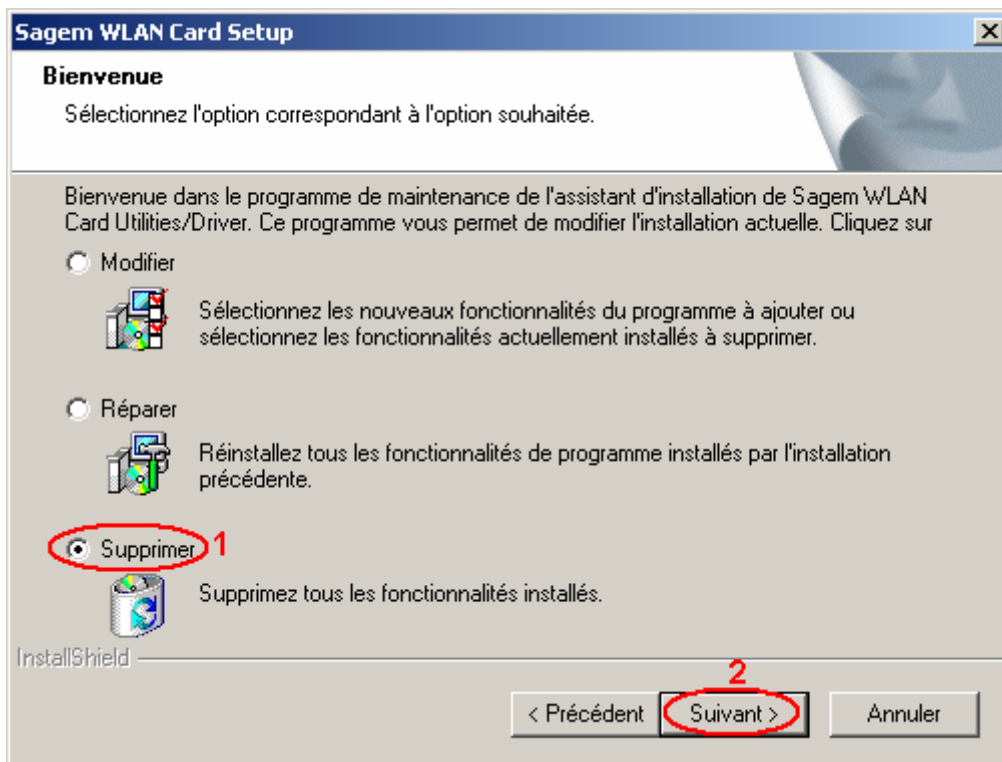 Sagem WLAN Card Setup
Bienvenue
Sélectionnez l'option correspondant à l'option souhaitée.
Bienvenue dans le programme de maintenance de l'assistant d'installation de Sagem WLAN
Card Utilities/Driver. Ce programme vous permet de modifier l'installation actuelle. Cliquez sur
Modifier
Sélectionnez les nouveaux fonctionnalités du programme à ajouter ou
sélectionnez les fonctionnalités actuellement installés à supprimer.
Réparer
Réinstallez tous les fonctionnalités de programme installés par l'installation
précédente.
Supprimer 1
Supprimez tous les fonctionnalités installés.
InstallShield
2
< Précédent Suivant > Annuler